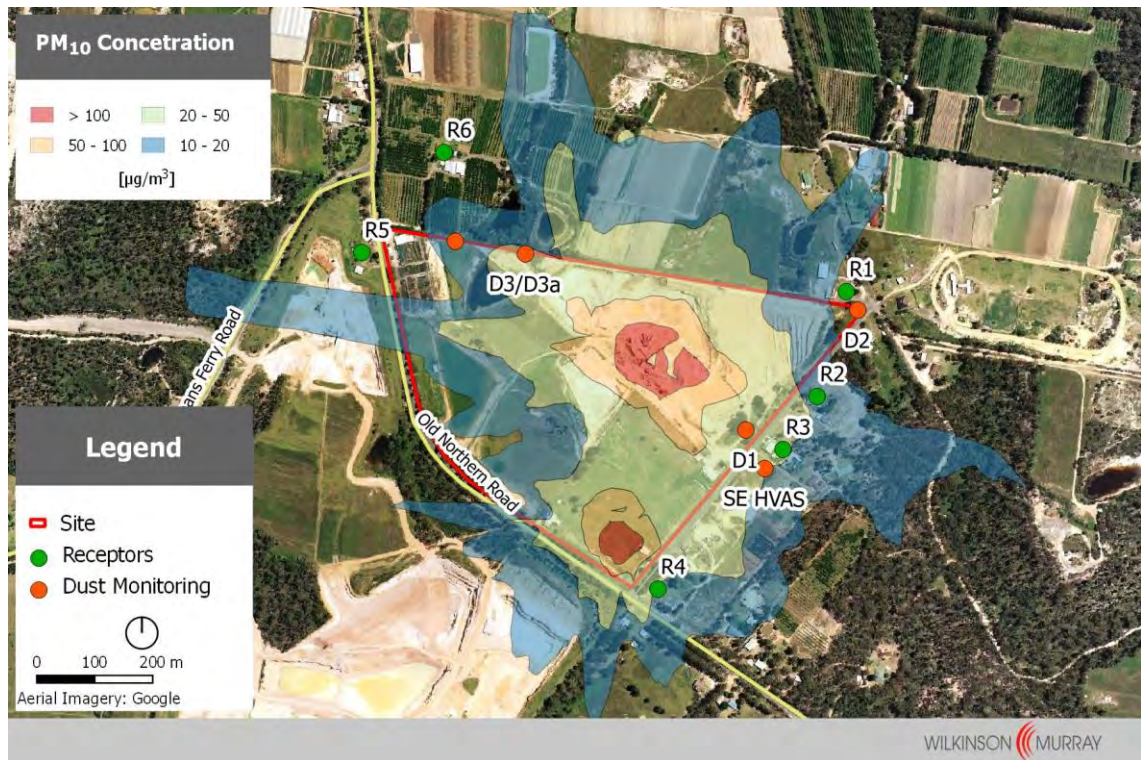 PM10 Concetration
> 100
20 - 50
50 - 100
10 - 20
[µg/m³]
R6
R5
D3/D3a
R1
D2
R2
R3
D1
SE HVAS
R4
ans Ferry Road
Old Northern Road
Legend
Site
Receptors
Dust Monitoring
0 100 200 m
Aerial Imagery: Google
WILKINSON MURRAY